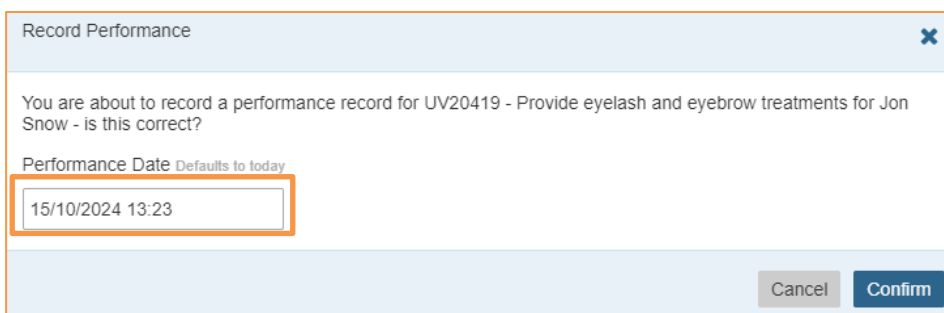 Record Performance
You are about to record a performance record for UV20419 - Provide eyelash and eyebrow treatments for Jon
Snow - is this correct?
Performance Date Defaults to today
15/10/2024 13:23
Cancel Confirm